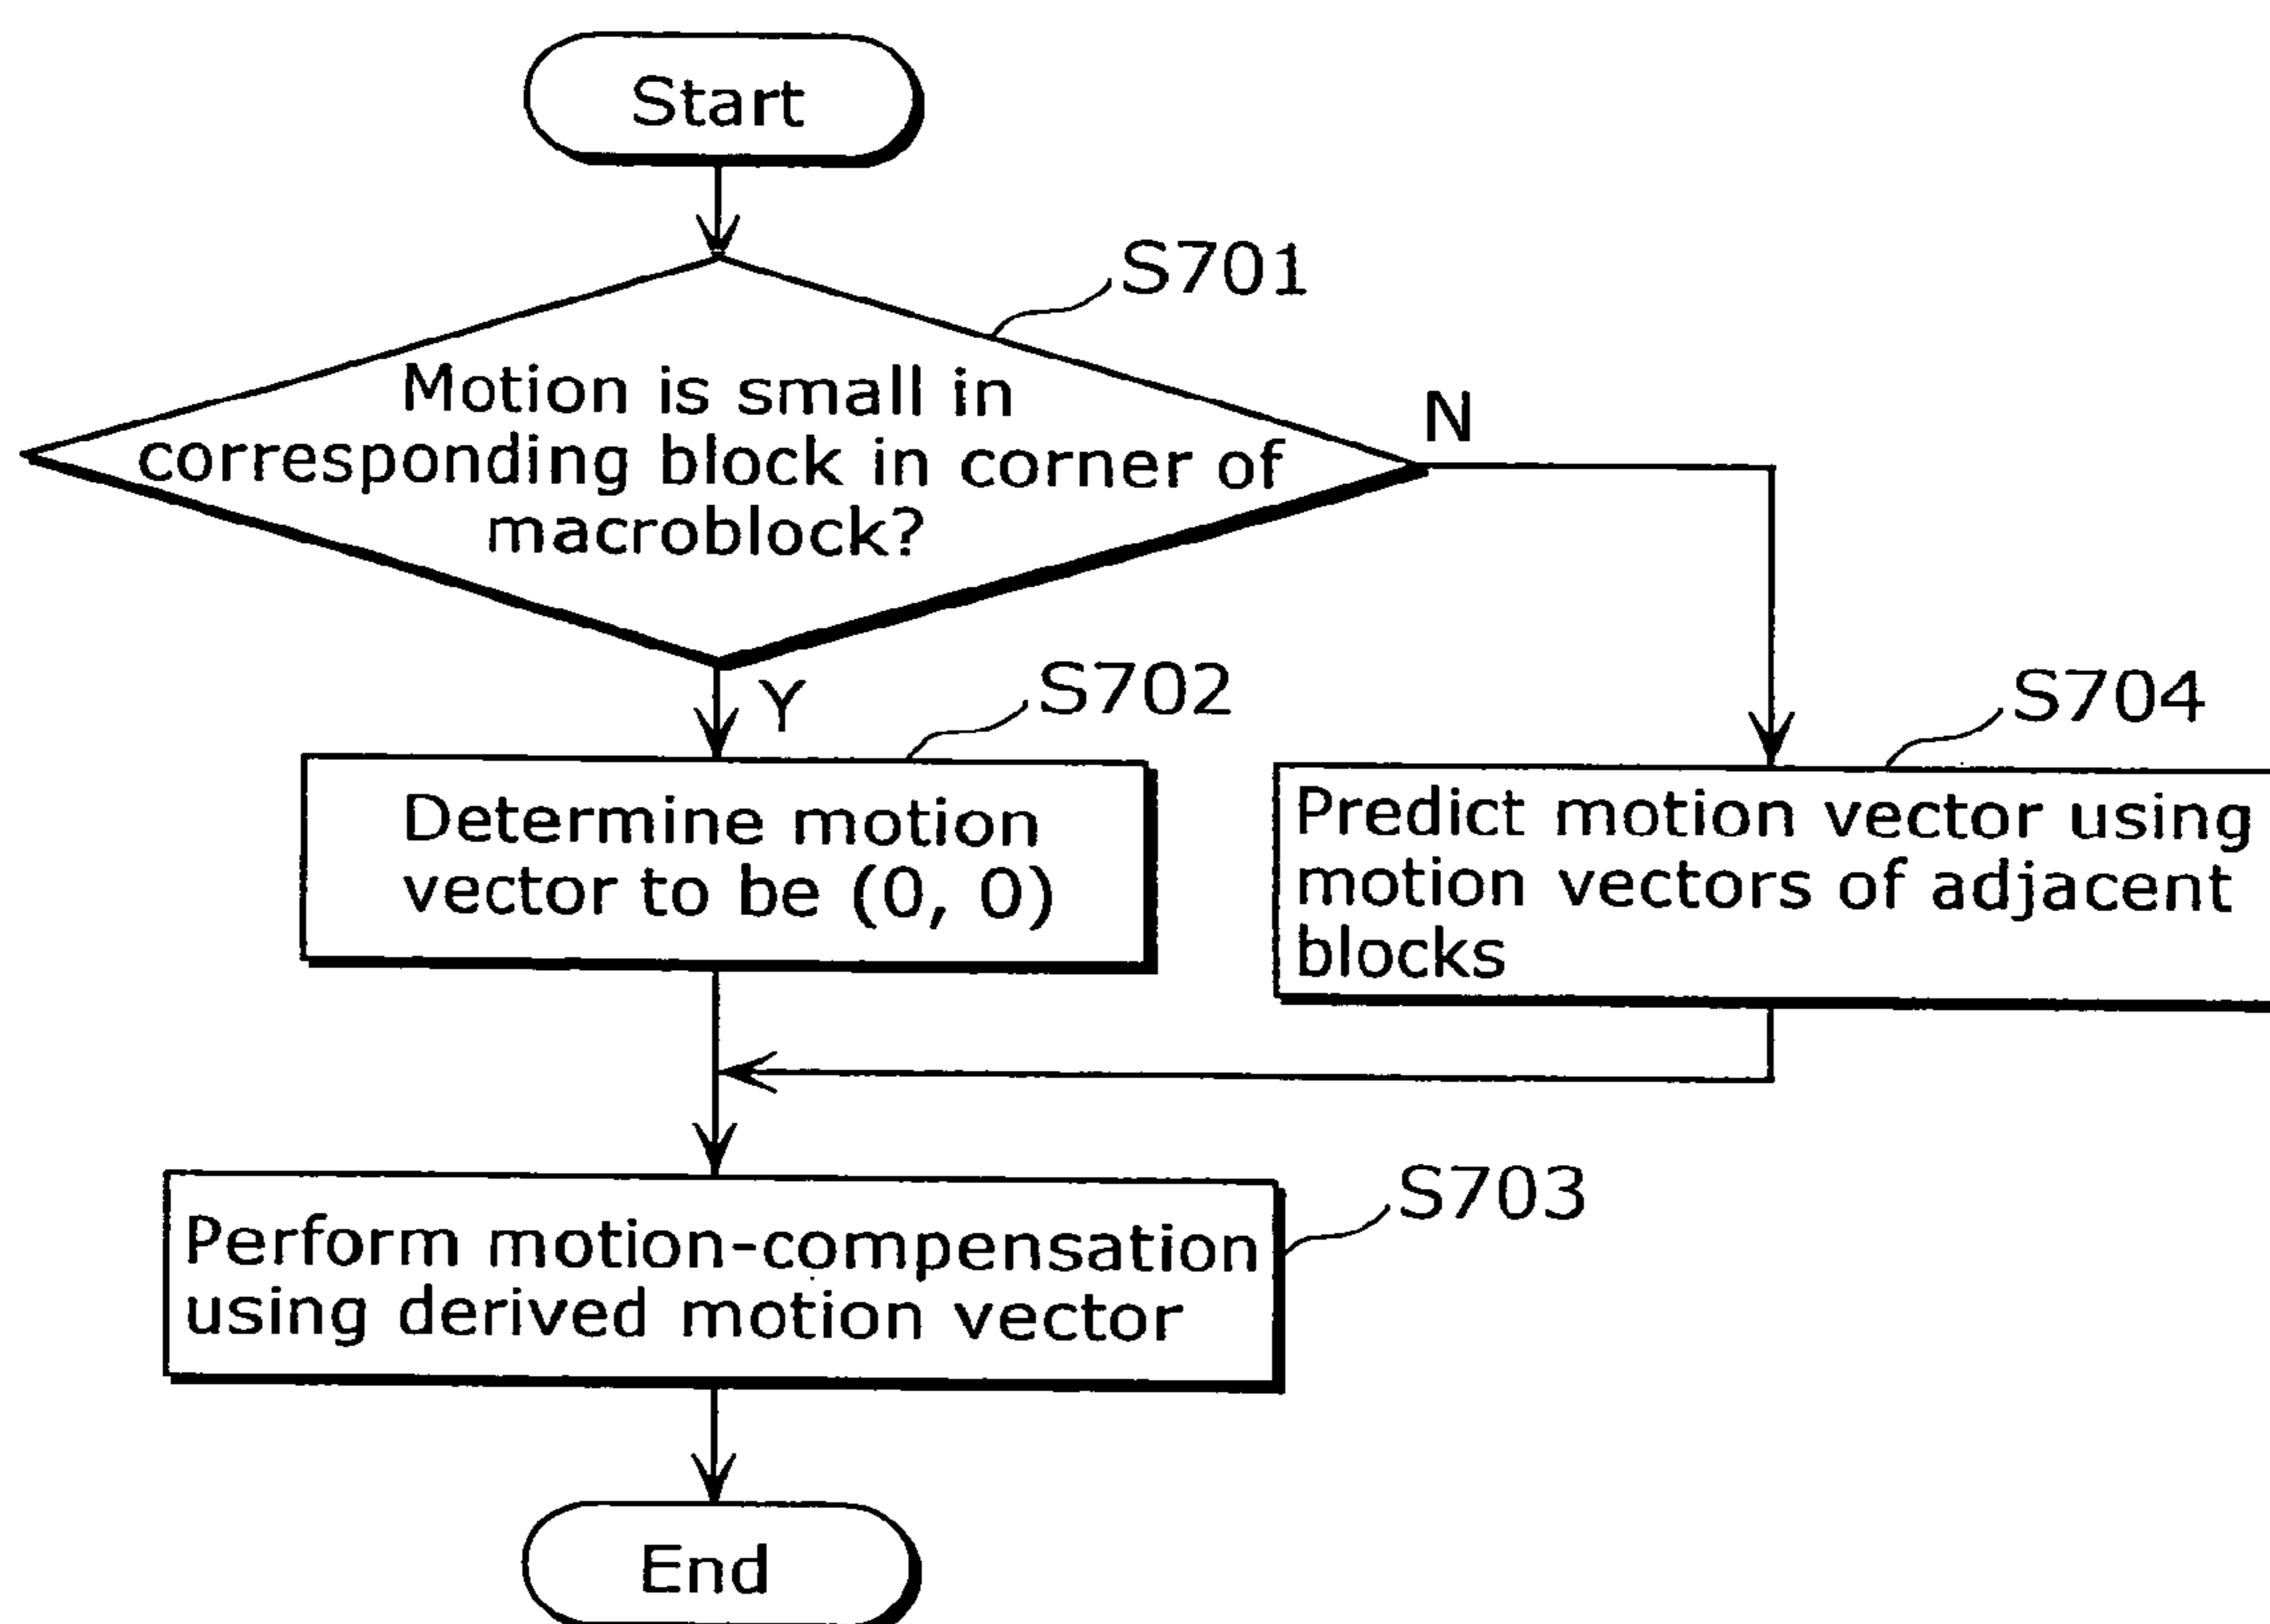 Start
S701
Motion is small in
corresponding block in corner of
macroblock?
N
Y
S702
S704
Determine motion
vector to be (0, 0)
Predict motion vector using
motion vectors of adjacent
blocks
S703
Perform motion-compensation
using derived motion vector
End